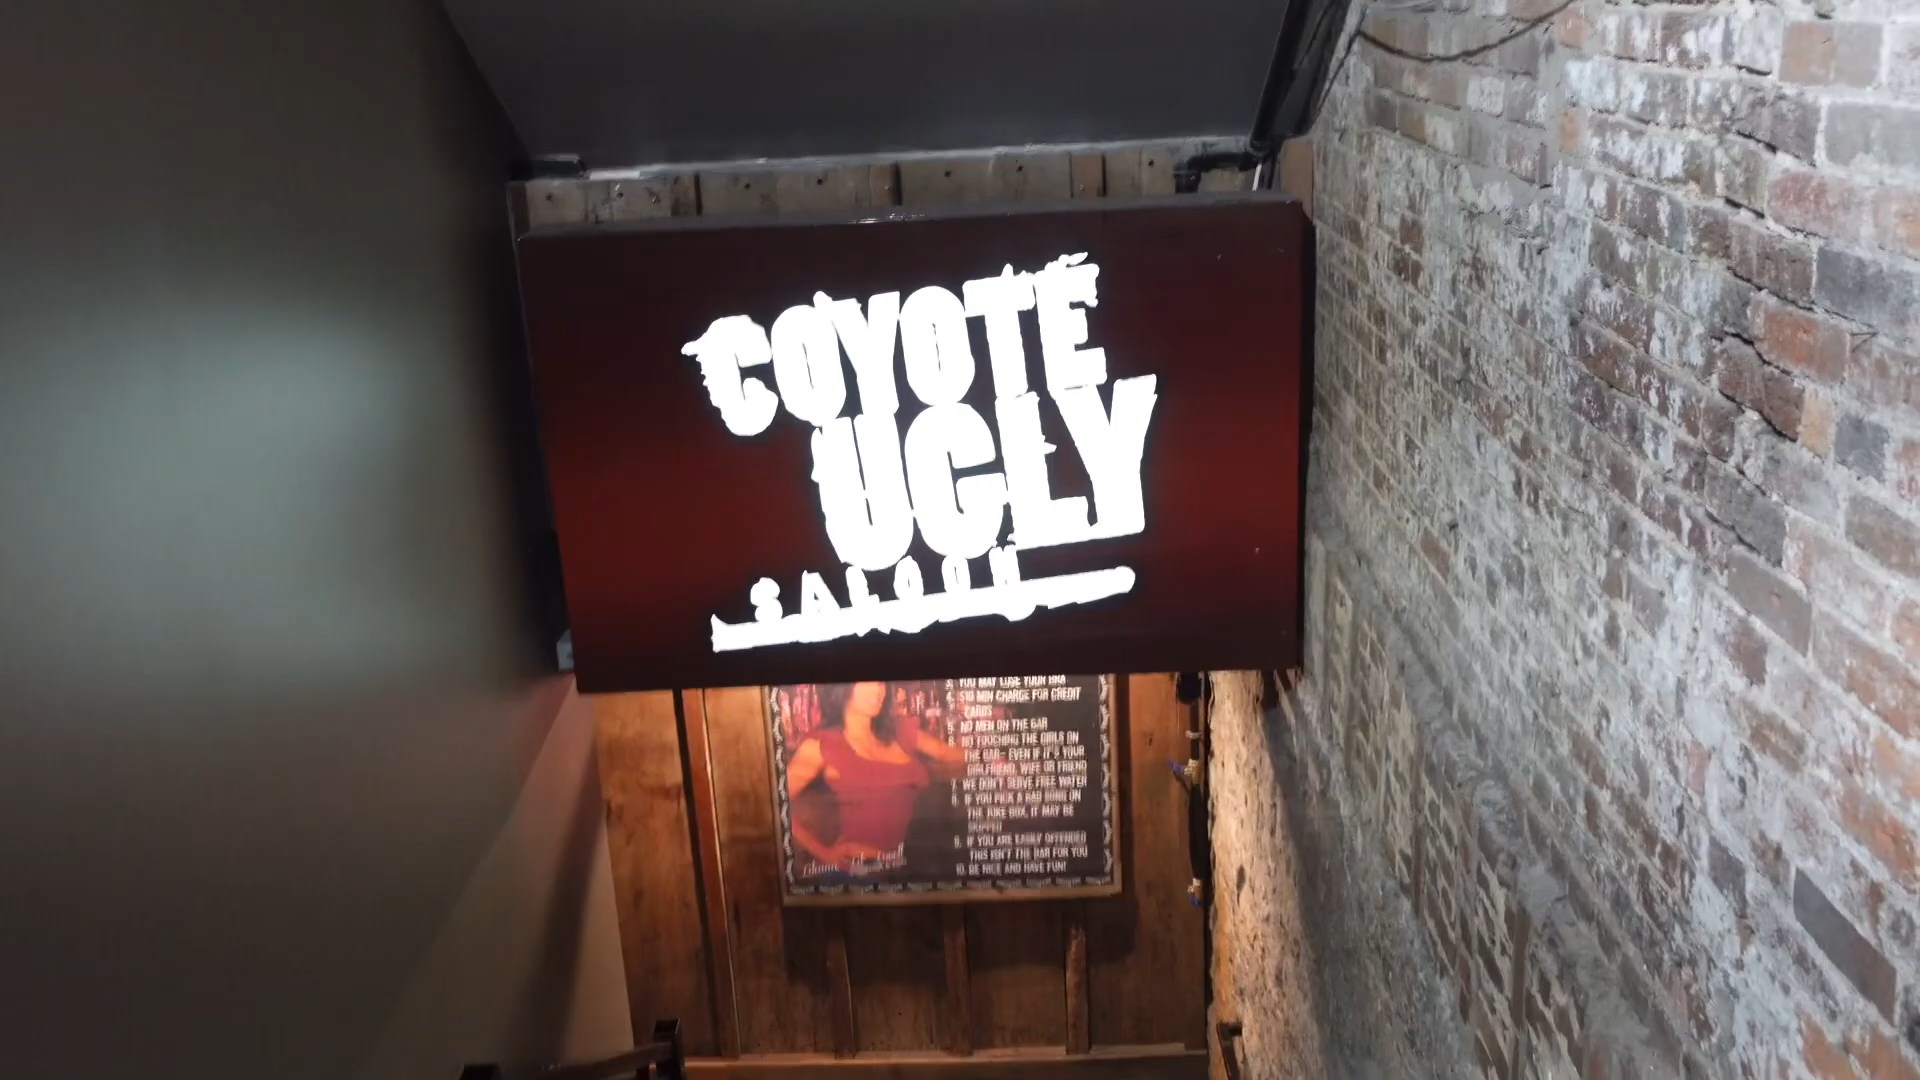 COYOTE
UGLY
SALOON
3. YOU MAY LOSE YOUR BRA
4. $10 MIN CHARGE FOR CREDIT
CARDS
5. NO MEN ON THE BAR
6. NO TOUCHING THE GIRLS ON
THE BAR- EVEN IF IT'S YOUR
GIRLFRIEND, WIFE OR FRIEND
7. WE DON'T SERVE FREE WATER
8. IF YOU PICK A BAD SONG ON
THE JUKE BOX, IT MAY BE
SKIPPED
9. IF YOU ARE EASILY OFFENDED
THIS ISN'T THE BAR FOR YOU
10. BE NICE AND HAVE FUN!